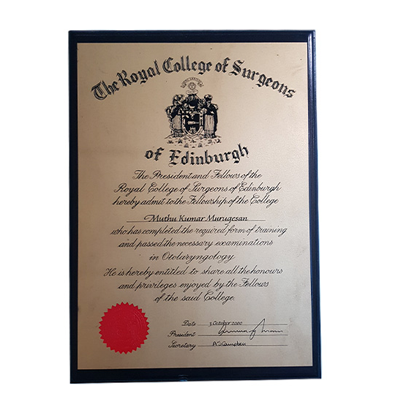 The Royal College of Surgeons
of Edinburgh
The President and Fellows of the
Royal College of Surgeons of Edinburgh
hereby admit to the Fellowship of the College
Muthu Kumar Murugesan
who has completed the required form of training
and passed the necessary examinations
in Otolaryngology.
He is hereby entitled to share all the honours
and privileges enjoyed by the Fellows
of the said College.
Date October
President
Secretary